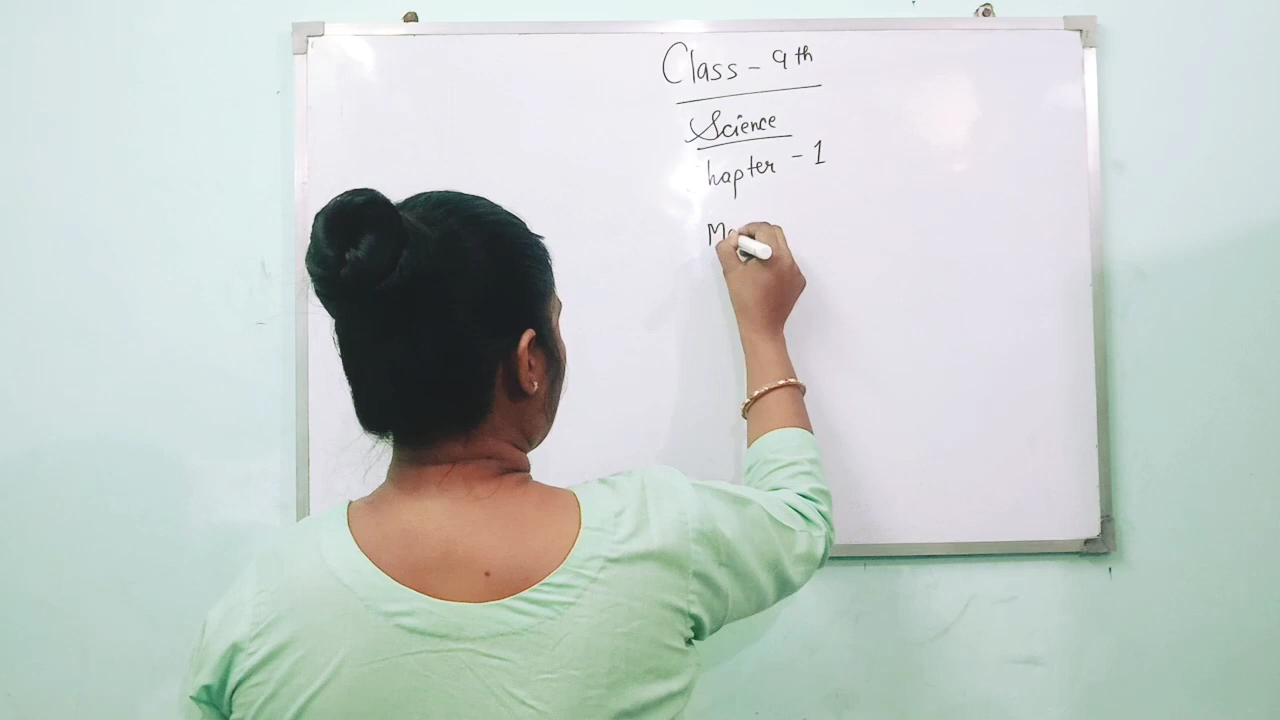 Class - 9th
Science
hapter - 1